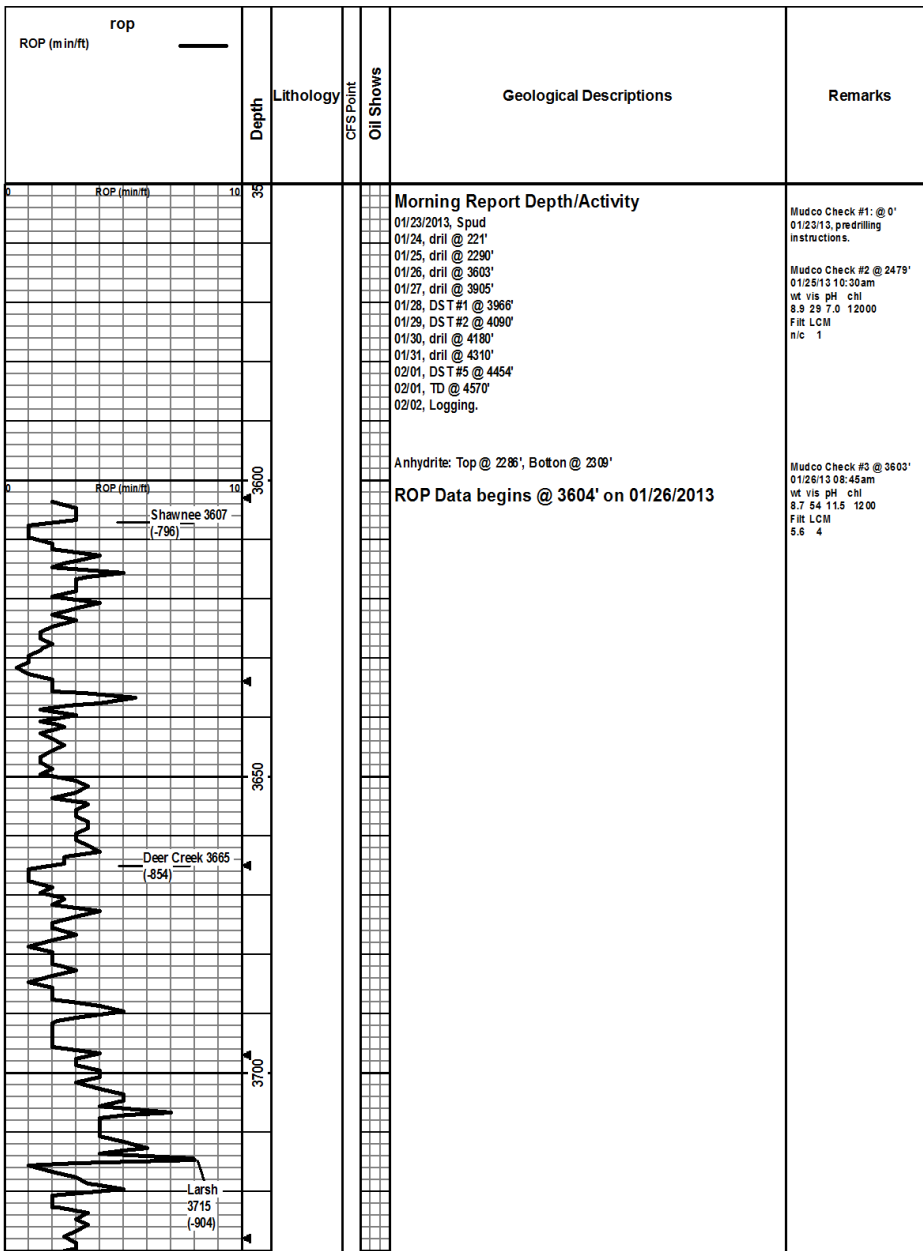 rop
ROP (min/ft)
Depth
Lithology
CFS Point
Oil Shows
Geological Descriptions
Remarks
0 ROP (min/ft) 10
35
Morning Report Depth/Activity
01/23/2013, Spud
01/24, dril @ 221'
01/25, dril @ 2290'
01/26, dril @ 3603'
01/27, dril @ 3905'
01/28, DST #1 @ 3966'
01/29, DST #2 @ 4090'
01/30, dril @ 4180'
01/31, dril @ 4310'
02/01, DST #5 @ 4454'
02/01, TD @ 4570'
02/02, Logging.
Mudco Check #1: @ 0'
01/23/13, predrilling
instructions.
Mudco Check #2 @ 2479'
01/25/13 10:30am
wt vis pH chl
8.9 29 7.0 12000
Filt LCM
n/c 1
Anhydrite: Top @ 2286', Botton @ 2309'
ROP Data begins @ 3604' on 01/26/2013
Mudco Check #3 @ 3603'
01/26/13 08:45am
wt vis pH chl
8.7 54 11.5 1200
Filt LCM
5.6 4
3600
0 ROP (min/ft) 10
Shawnee 3607
(-796)
3650
Deer Creek 3665
(-854)
3700
Larsh
3715
(-904)